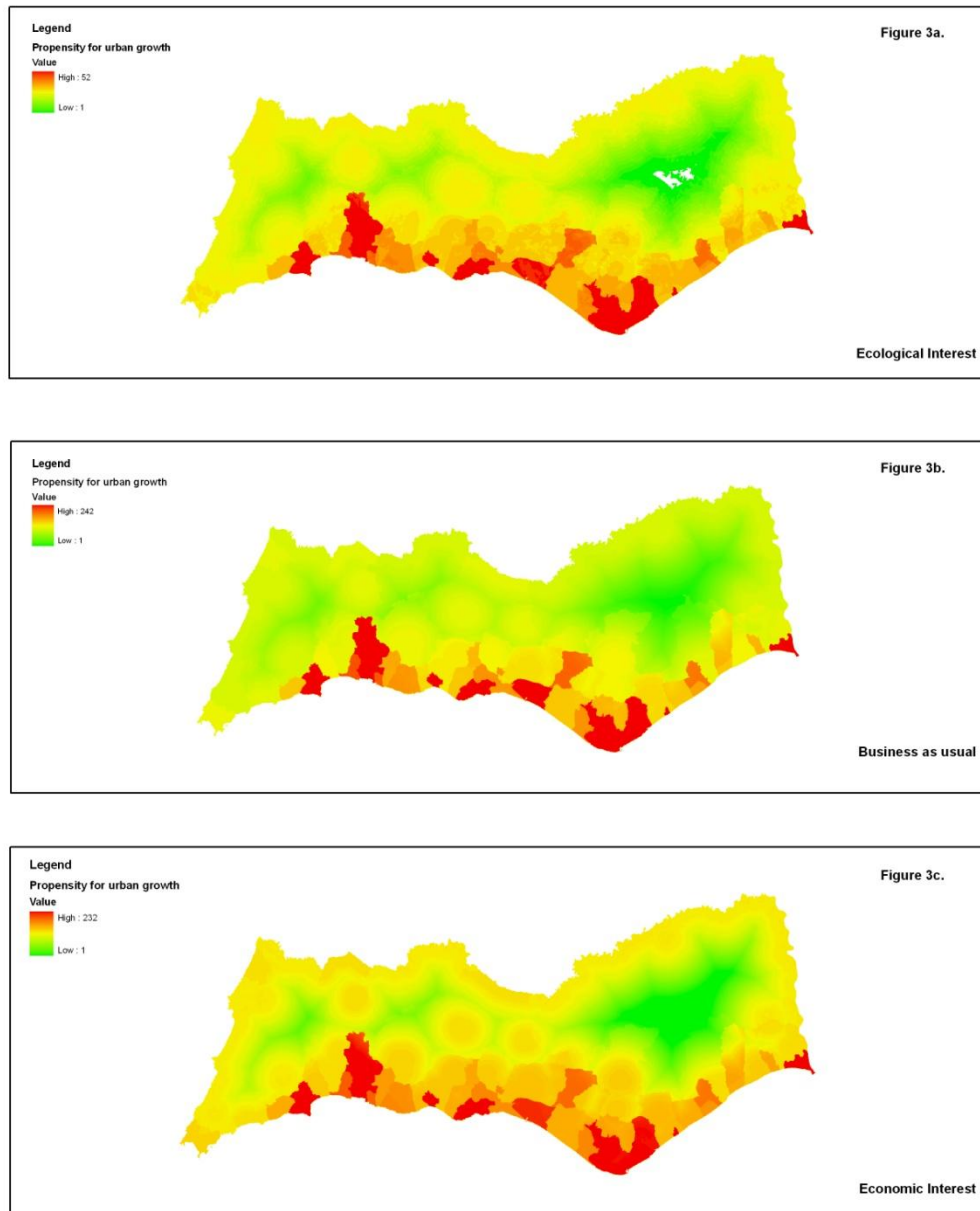 Legend
Figure 3a.
Propensity for urban growth
Value
High : 52
Low : 1
Ecological Interest
Legend
Figure 3b.
Propensity for urban growth
Value
High : 242
Low : 1
Business as usual
Legend
Figure 3c.
Propensity for urban growth
Value
High : 232
Low : 1
Economic Interest